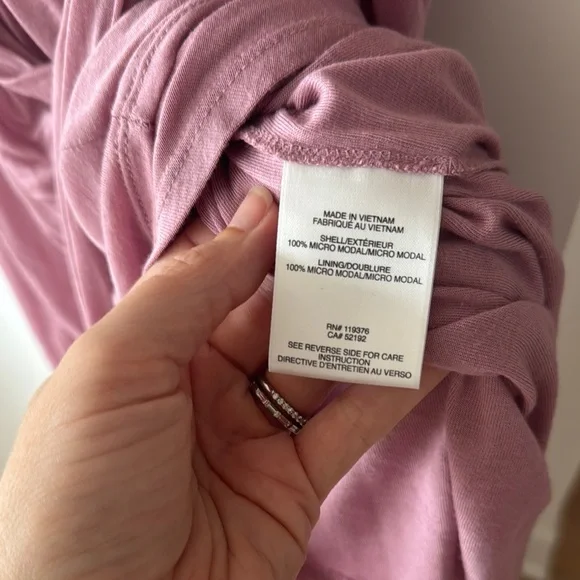 MADE IN VIETNAM
FABRIQUÉ AU VIETNAM
SHELL/EXTÉRIEUR
100% MICRO MODAL/MICRO MODAL
LINING/DOUBLURE
100% MICRO MODAL/MICRO MODAL
RN# 119376
CA# 52192
SEE REVERSE SIDE FOR CARE
INSTRUCTION
DIRECTIVE D'ENTRETIEN AU VERSO